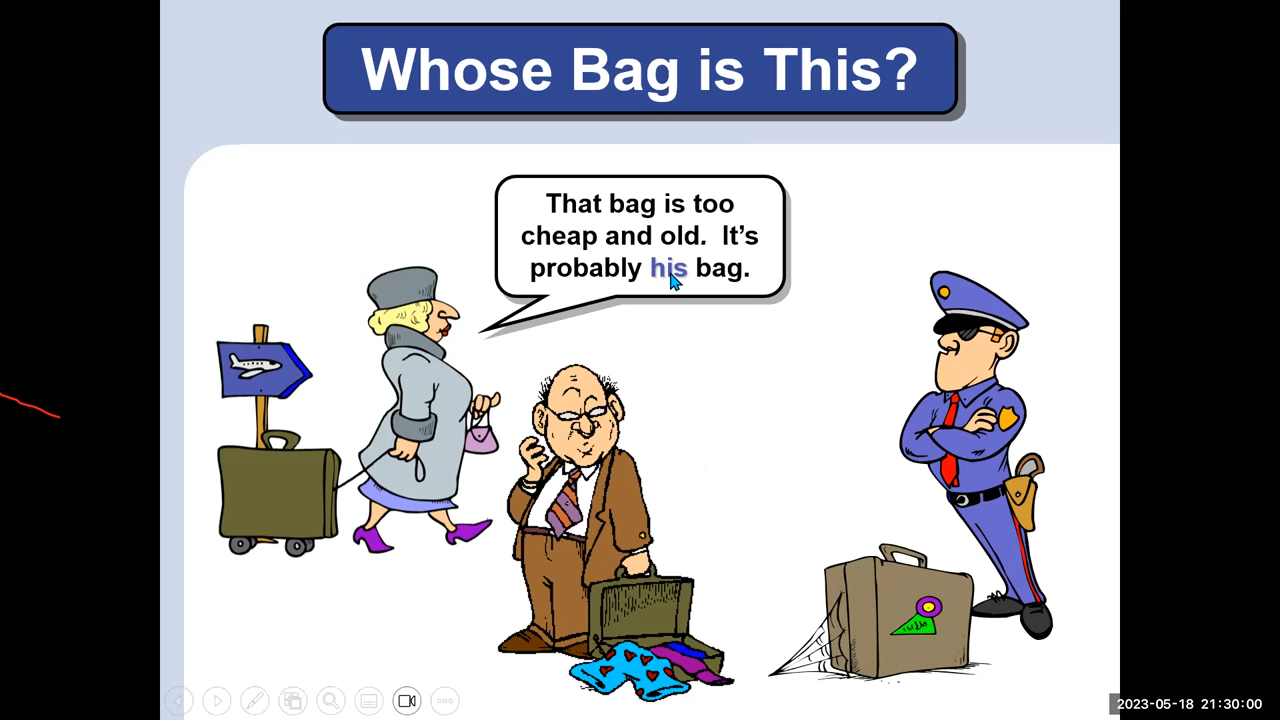 Whose Bag is This?
That bag is too
cheap and old.  It’s
probably his bag.
2023-05-18 21:30:00